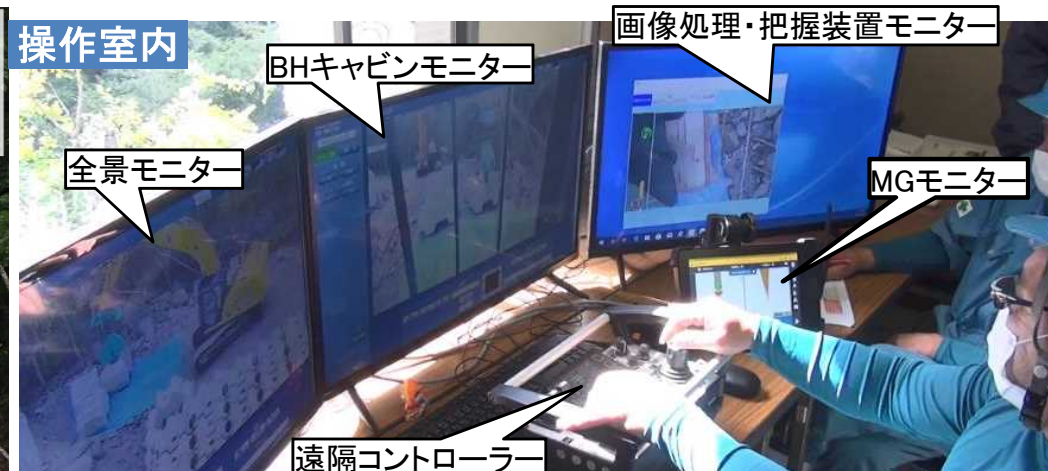 操作室内
画像処理・把握装置モニター
BHキャビンモニター
全景モニター
MGモニター
遠隔コントローラー